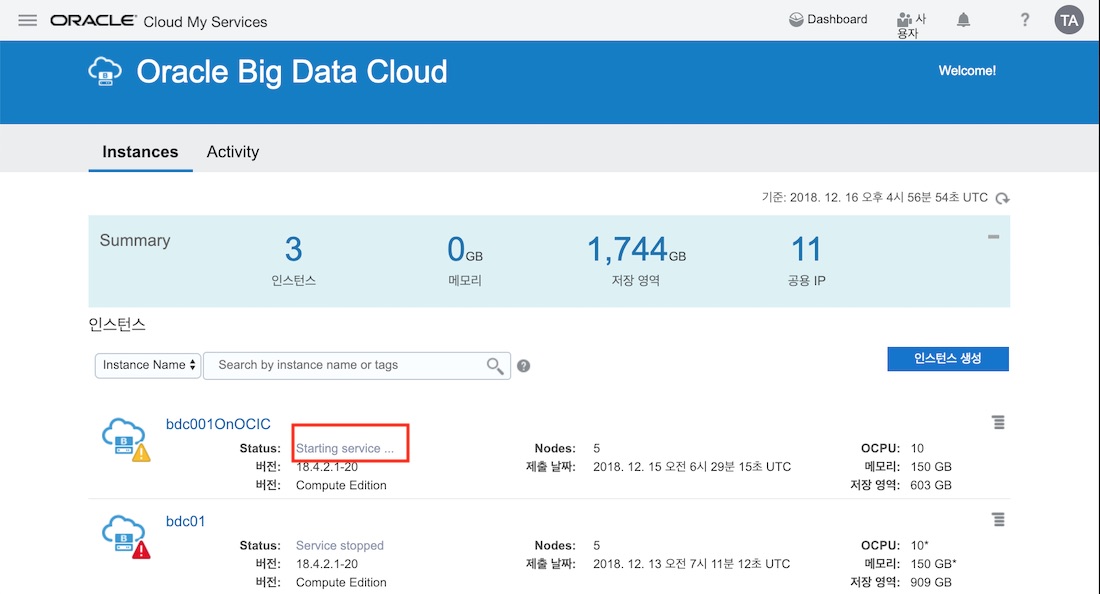 ORACLE Cloud My Services
Dashboard
사
용자
?
TA
Oracle Big Data Cloud
Welcome!
Instances
Activity
기준: 2018. 12. 16 오후 4시 56분 54초 UTC
Summary
3
인스턴스
0GB
메모리
1,744GB
저장 영역
11
공용 IP
인스턴스
Instance Name
Search by instance name or tags
?
인스턴스 생성
bdc001OnOCIC
Status: Starting service ...
버전: 18.4.2.1-20
버전: Compute Edition
Nodes: 5
제출 날짜: 2018. 12. 15 오전 6시 29분 15초 UTC
OCPU: 10
메모리: 150 GB
저장 영역: 603 GB
bdc01
Status: Service stopped
버전: 18.4.2.1-20
버전: Compute Edition
Nodes: 5
제출 날짜: 2018. 12. 13 오전 7시 11분 12초 UTC
OCPU: 10*
메모리: 150 GB*
저장 영역: 909 GB